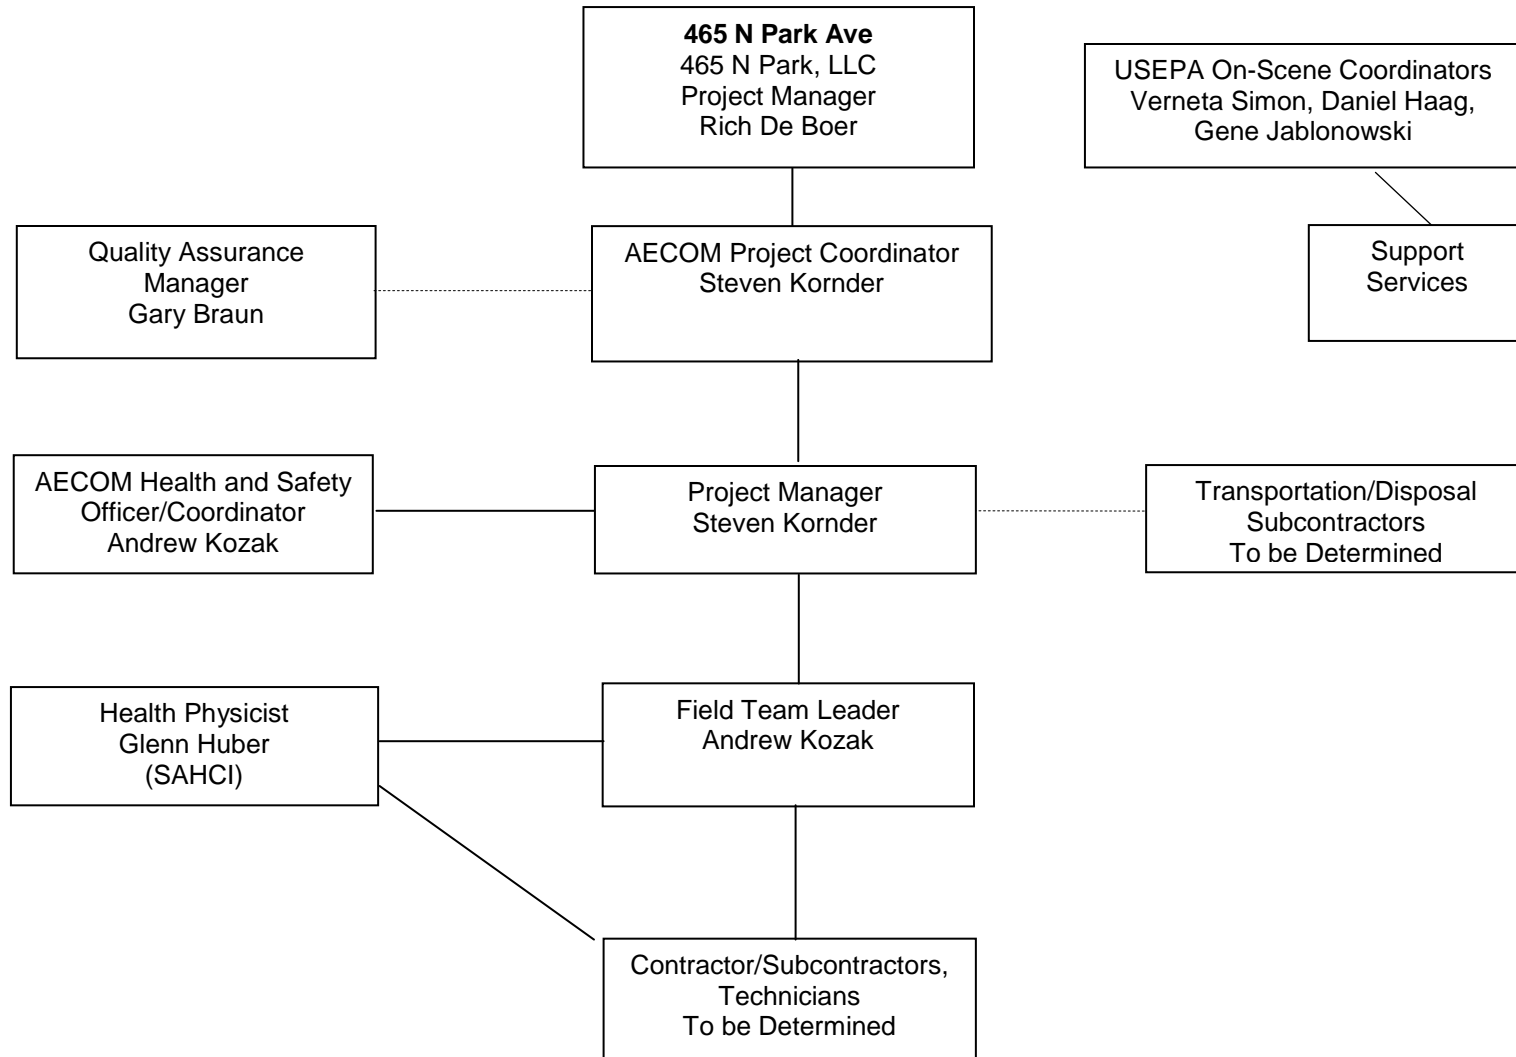 465 N Park Ave
465 N Park, LLC
Project Manager
Rich De Boer
USEPA On-Scene Coordinators
Verneta Simon, Daniel Haag,
Gene Jablonowski
Quality Assurance
Manager
Gary Braun
AECOM Project Coordinator
Steven Kornder
Support
Services
AECOM Health and Safety
Officer/Coordinator
Andrew Kozak
Project Manager
Steven Kornder
Transportation/Disposal
Subcontractors
To be Determined
Health Physicist
Glenn Huber
(SAHCI)
Field Team Leader
Andrew Kozak
Contractor/Subcontractors,
Technicians
To be Determined